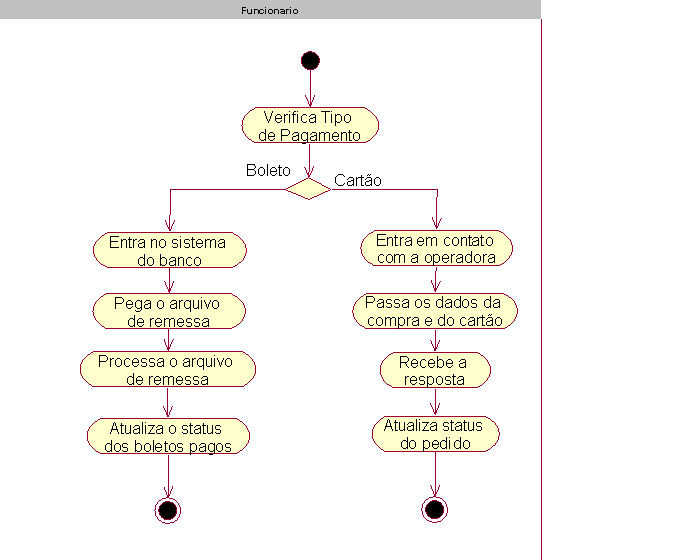 Funcionario
Verifica Tipo
de Pagamento
Boleto
Cartão
Entra no sistema
do banco
Pega o arquivo
de remessa
Processa o arquivo
de remessa
Atualiza o status
dos boletos pagos
Entra em contato
com a operadora
Passa os dados da
compra e do cartão
Recebe a
resposta
Atualiza status
do pedido